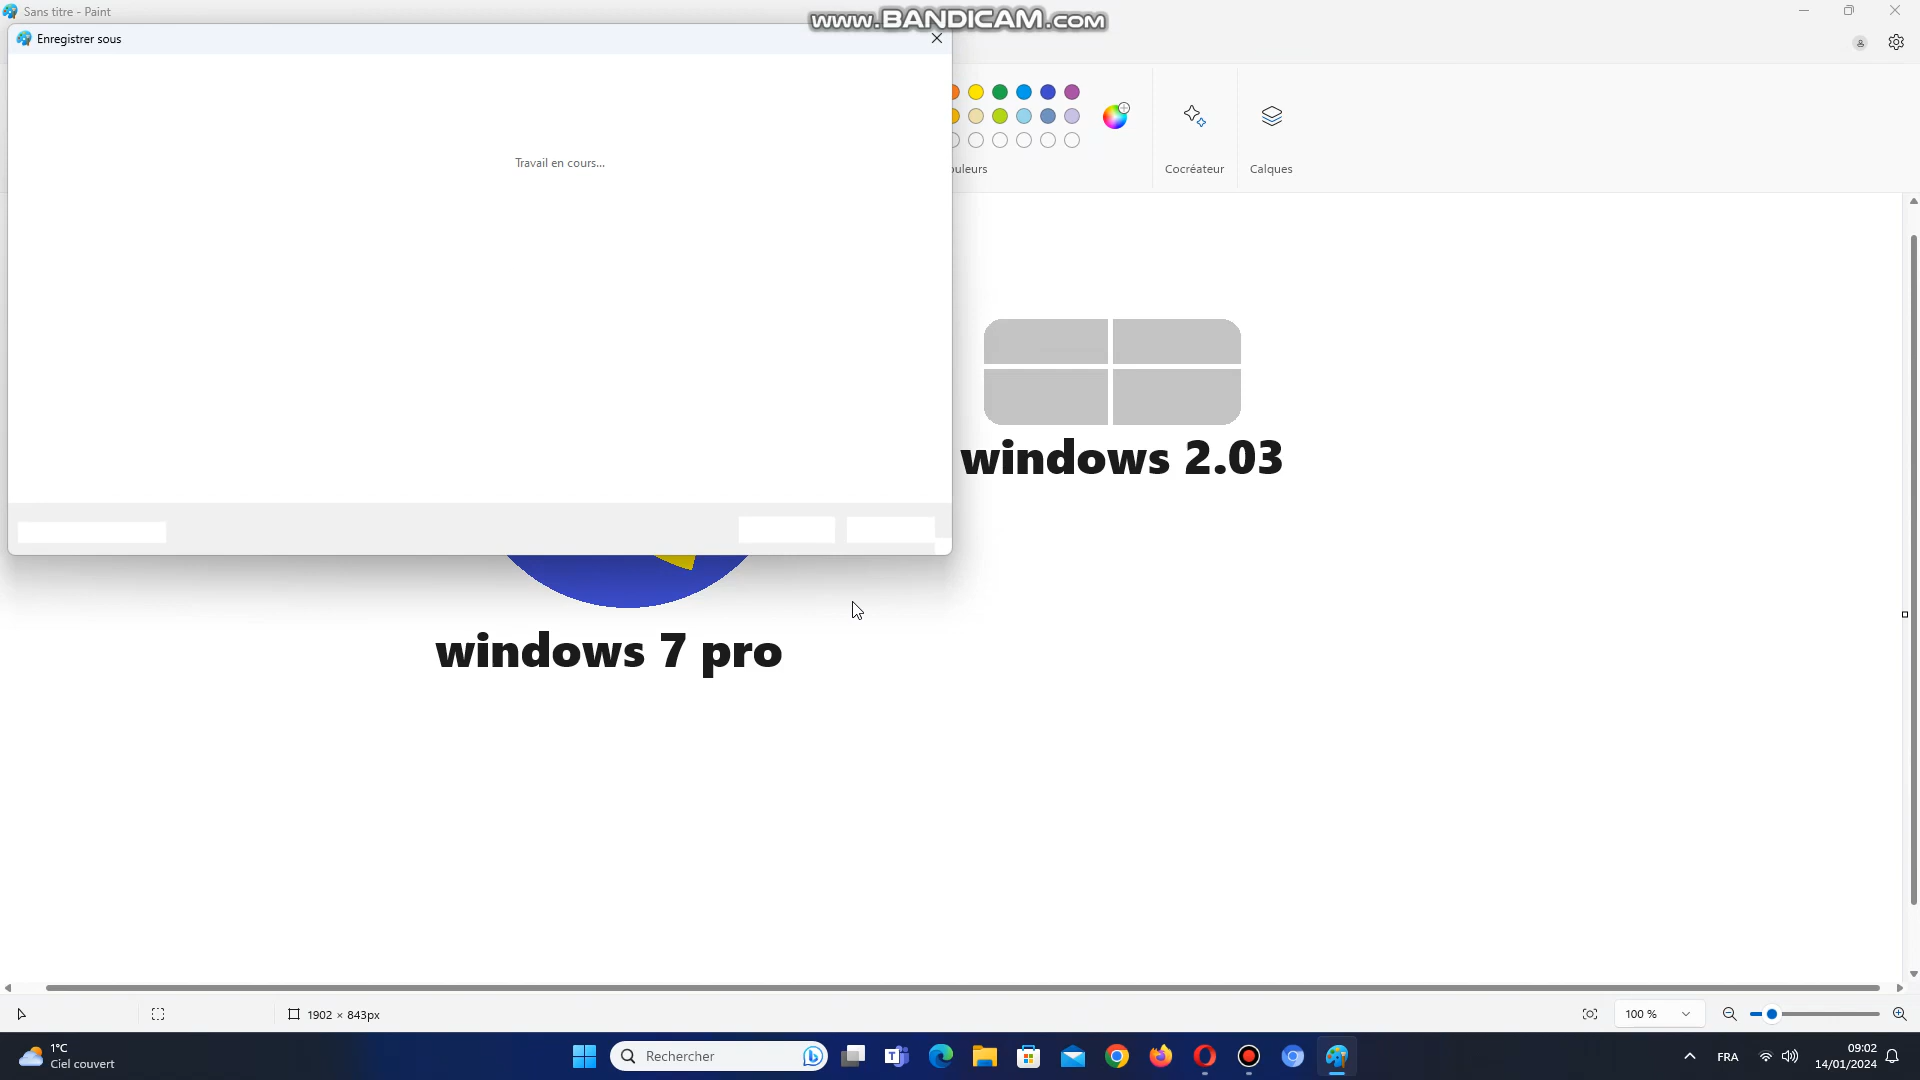 Sans titre - Paint
www.BANDICAM.com
Enregistrer sous
Travail en cours...
ouleurs
Cocréateur
Calques
windows 2.03
windows 7 pro
1902 × 843px
100 %
1°C
Ciel couvert
Rechercher
FRA
09:02
14/01/2024